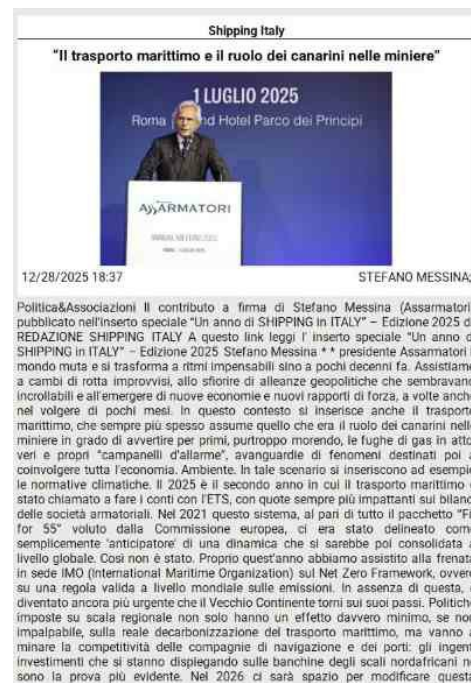 Shipping Italy
"Il trasporto marittimo e il ruolo dei canarini nelle miniere"
1 LUGLIO 2025
Roma Grand Hotel Parco dei Principi
ASSARMATORI
ANNUAL MEETING 2025
12/28/2025 18:37 STEFANO MESSINA;
Politica&Associazioni Il contributo a firma di Stefano Messina (Assarmatori)
pubblicato nell'inserto speciale "Un anno di SHIPPING in ITALY" – Edizione 2025 di
REDAZIONE SHIPPING ITALY A questo link leggi l' inserto speciale "Un anno di
SHIPPING in ITALY" – Edizione 2025 Stefano Messina * * presidente Assarmatori
mondo muta e si trasforma a ritmi impensabili sino a pochi decenni fa. Assistiamo
a cambi di rotta improvvisi, allo sfiorire di alleanze geopolitiche che sembravano
incrollabili e all'emergere di nuove economie e nuovi rapporti di forza, a volte anche
nel volgere di pochi mesi. In questo contesto si inserisce anche il trasporto
marittimo, che sempre più spesso assume quello che era il ruolo dei canarini nelle
miniere in grado di avvertire per primi, purtroppo morendo, le fughe di gas in atto:
veri e propri "campanelli d'allarme", avanguardie di fenomeni destinati poi a
coinvolgere tutta l'economia. Ambiente. In tale scenario si inseriscono ad esempio
le normative climatiche. Il 2025 è il secondo anno in cui il trasporto marittimo è
stato chiamato a fare i conti con l'ETS, con quote sempre più impattanti sui bilanci
delle società armatoriali. Nel 2021 questo sistema, al pari di tutto il pacchetto "Fit
for 55" voluto dalla Commissione europea, ci era stato delineato come
semplicemente 'anticipatore' di una dinamica che si sarebbe poi consolidata a
livello globale. Così non è stato. Proprio quest'anno abbiamo assistito alla frenata
in sede IMO (International Maritime Organization) sul Net Zero Framework, ovvero
su una regola valida a livello mondiale sulle emissioni. In assenza di questa, è
diventato ancora più urgente che il Vecchio Continente torni sui suoi passi. Politiche
imposte su scala regionale non solo hanno un effetto davvero minimo, se non
impalpabile, sulla reale decarbonizzazione del trasporto marittimo, ma vanno a
minare la competitività delle compagnie di navigazione e dei porti: gli ingenti
investimenti che si stanno dispiegando sulle banchine degli scali nordafricani ne
sono la prova più evidente. Nel 2026 ci sarà spazio per modificare queste